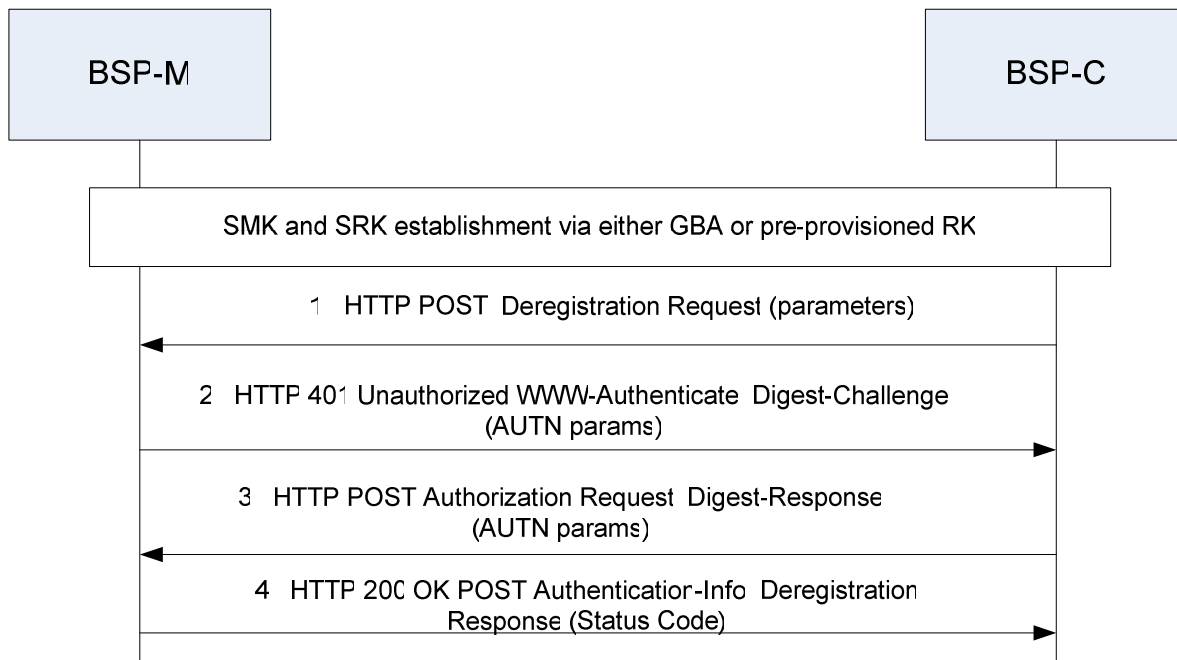 BSP-M
BSP-C
SMK and SRK establishment via either GBA or pre-provisioned RK
1 HTTP POST Deregistration Request (parameters)
2 HTTP 401 Unauthorized WWW-Authenticate Digest-Challenge
(AUTN params)
3 HTTP POST Authorization Request Digest-Response
(AUTN params)
4 HTTP 200 OK POST Authentication-Info Deregistration
Response (Status Code)